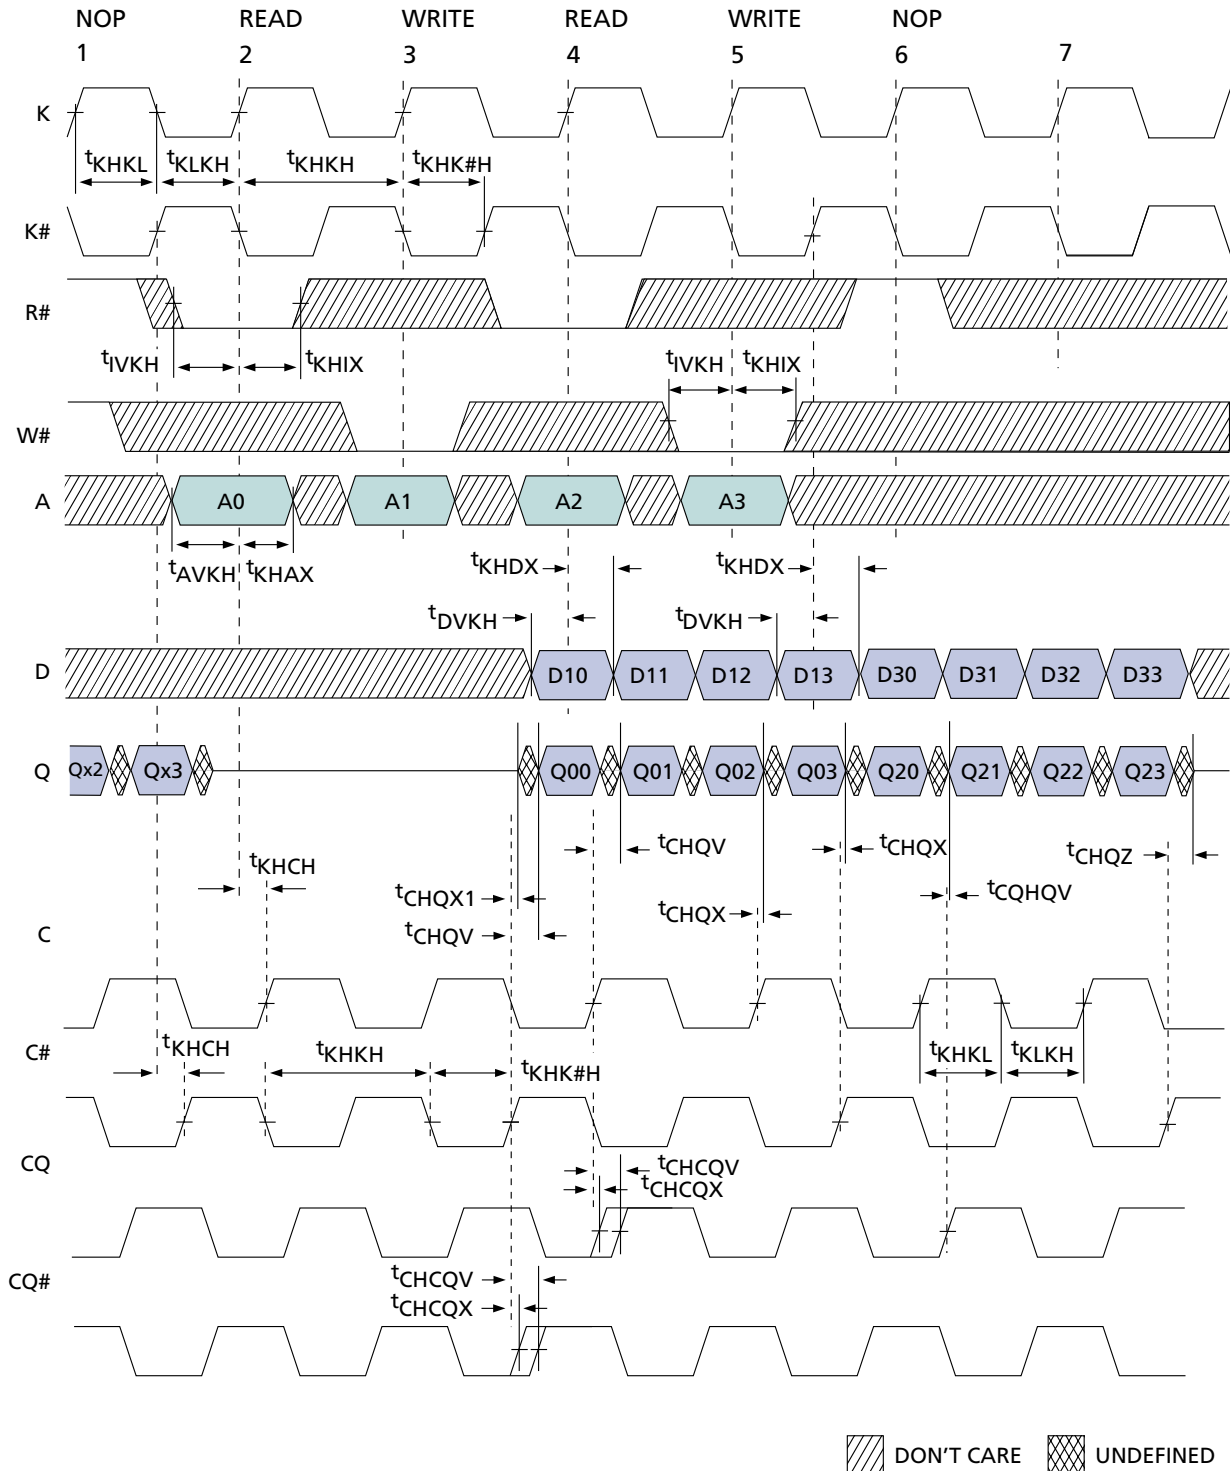 NOP READ WRITE READ WRITE NOP
1 2 3 4 5 6 7
K
tKHKL tKLKH tKHKH tKHK#H
K#
R#
tIVKH tKHIX tIVKH tKHIX
W#
A A0 A1 A2 A3
tAVKH tKHAX tKHDX tKHDX
tDVKH tDVKH
D D10 D11 D12 D13 D30 D31 D32 D33
Q Qx2 Qx3 Q00 Q01 Q02 Q03 Q20 Q21 Q22 Q23
tCHQV tCHQX tCHQZ
tKHCH
tCHQX1 tCHQX tCQHQV
tCHQV
C
C#
tKHCH tKHKH tKHK#H tKHKL tKLKH
CQ
tCHCQV
tCHCQX
CQ#
tCHCQV
tCHCQX
DON'T CARE UNDEFINED